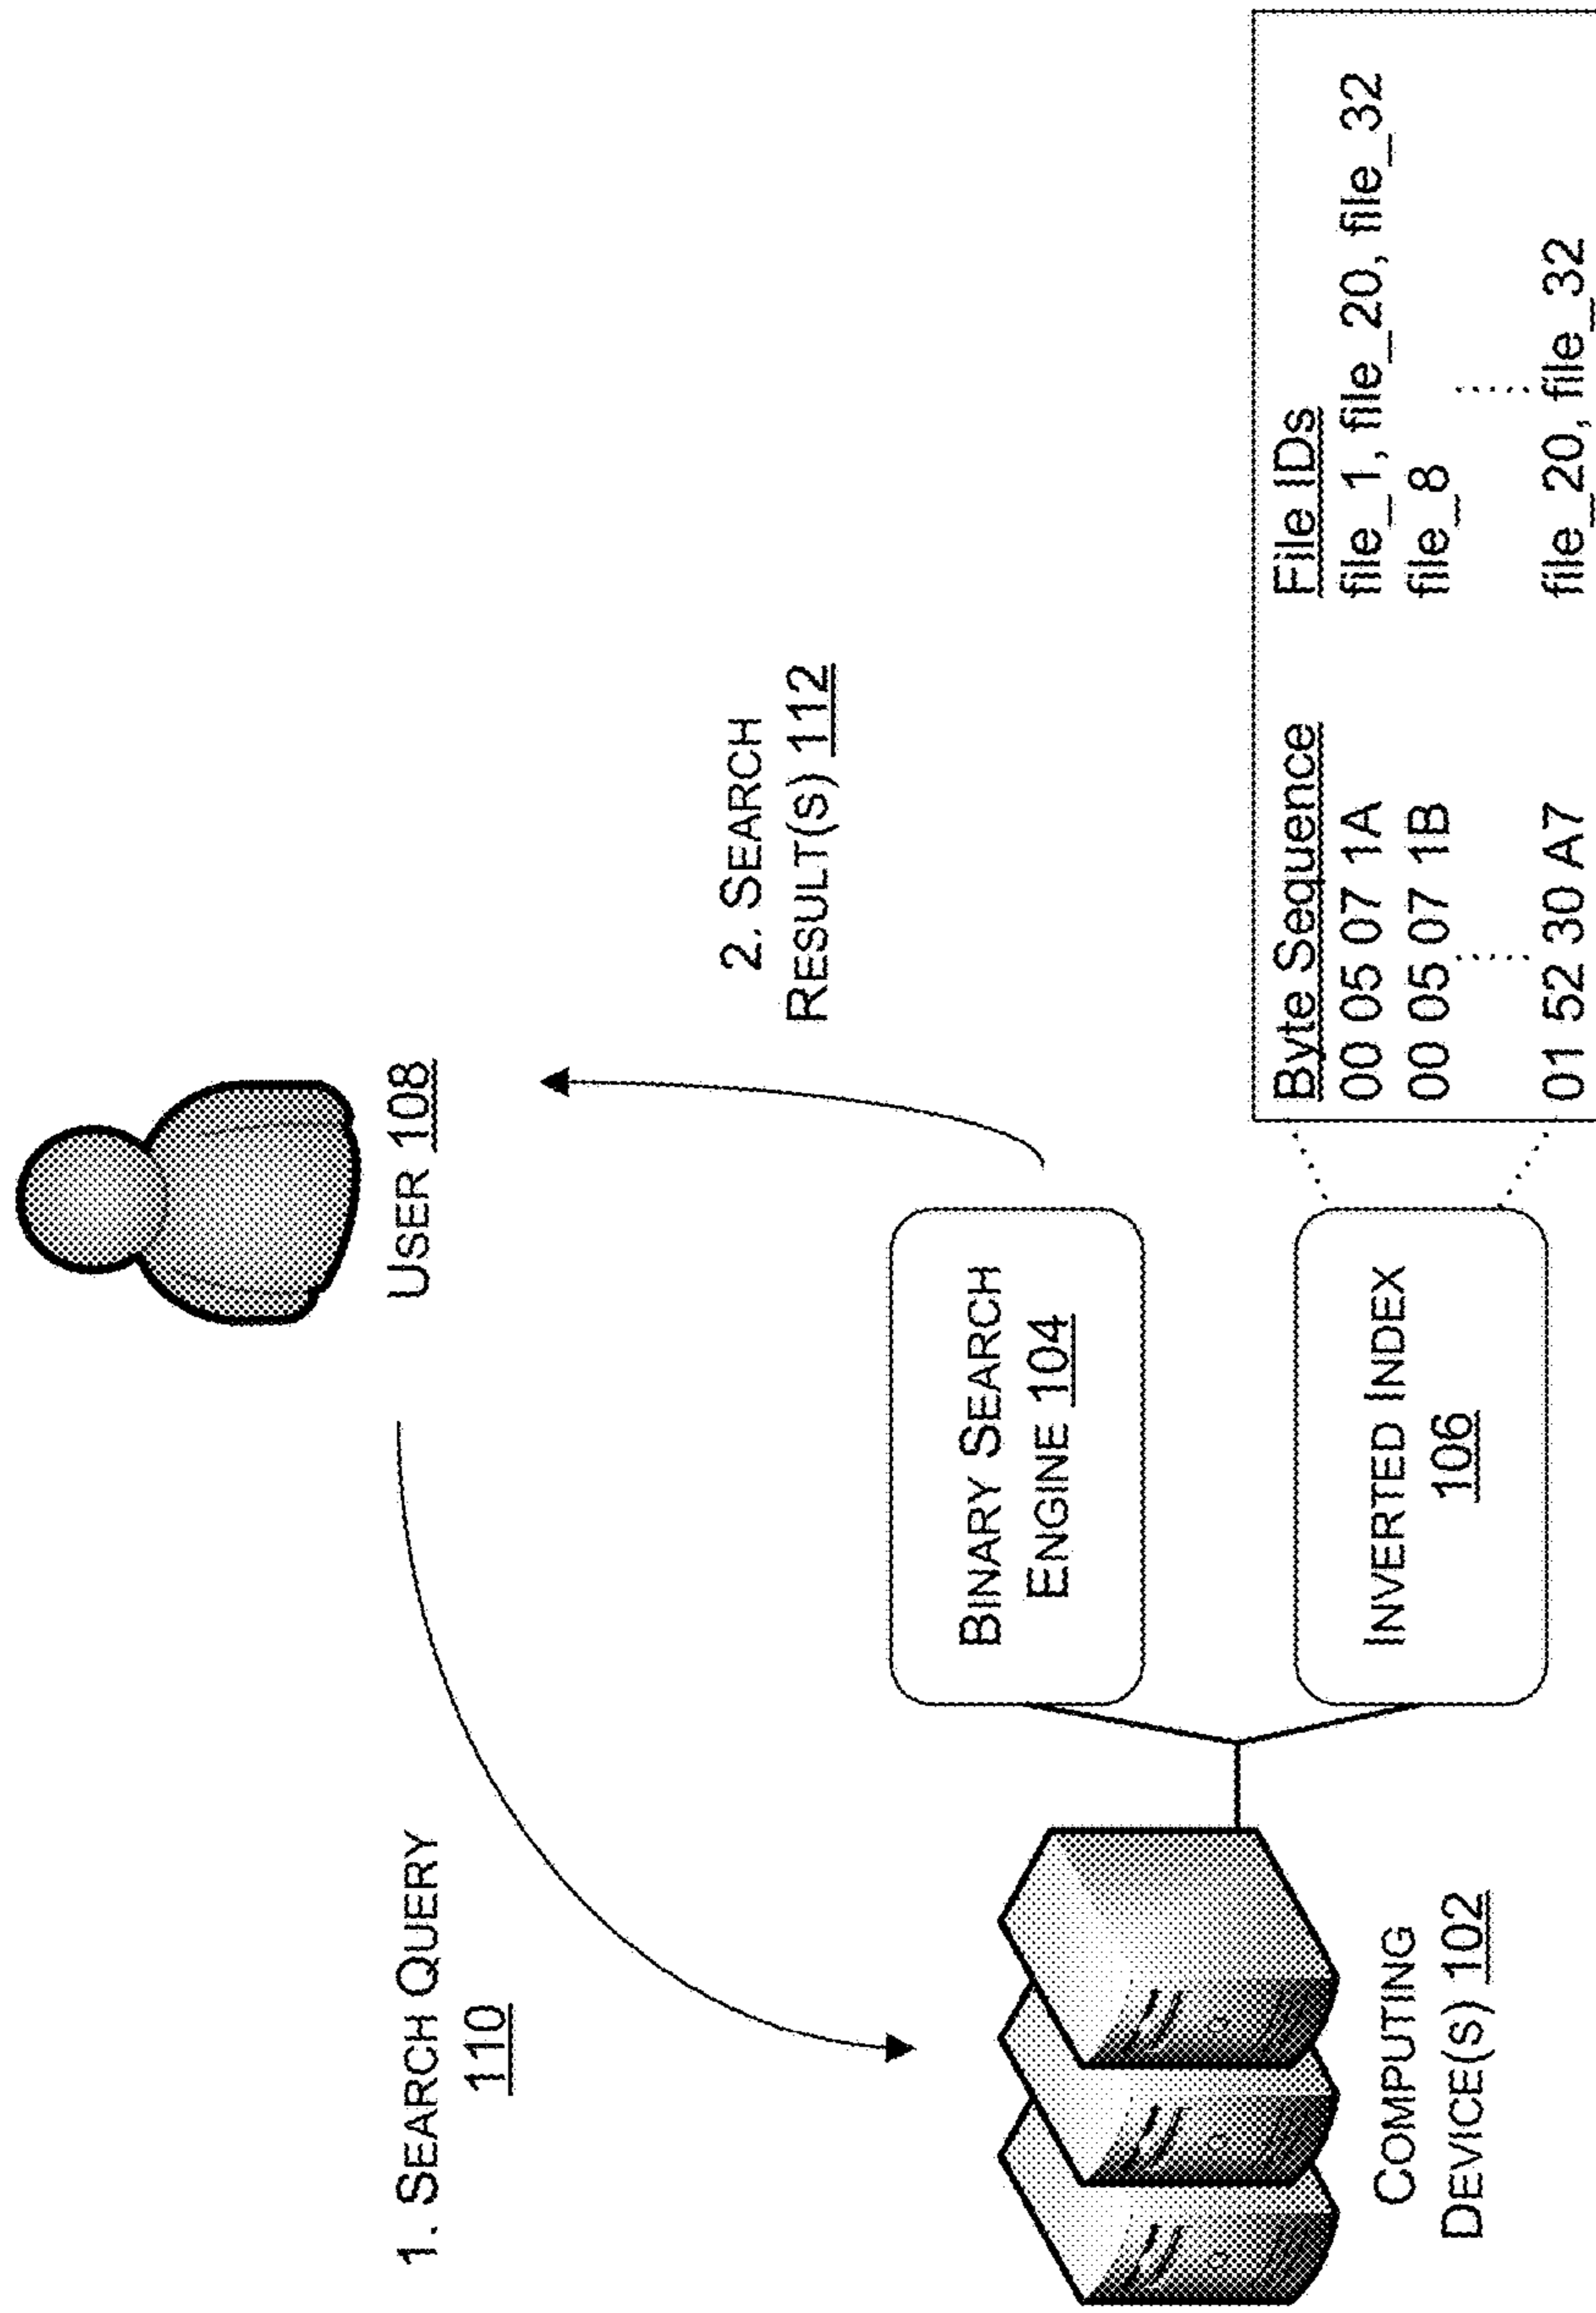 USER 108
1. SEARCH QUERY
110
2. SEARCH
RESULT(S) 112
BINARY SEARCH
ENGINE 104
INVERTED INDEX
106
COMPUTING
DEVICE(S) 102
Byte Sequence File IDs
00 05 07 1A file_1, file_20, file_32
00 05 07 1B file_8
01 52 30 A7 file_20, file_32